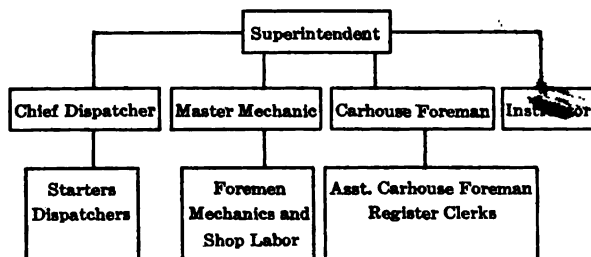 Superintendent
Chief Dispatcher
Master Mechanic
Carhouse Foreman
Starters
Dispatchers
Foremen
Mechanics and
Shop Labor
Asst. Carhouse Foreman
Register Clerks